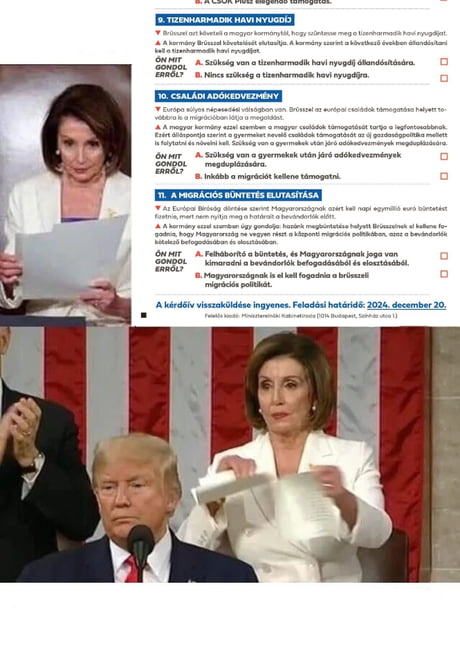 B. A CSOK Plusz elegendő támogatás.
9. TIZENHARMADIK HAVI NYUGDÍJ
▼ Brüsszel azt követeli a magyar kormánytól, hogy szüntesse meg a tizenharmadik havi nyugdíjat.
▲ A kormány Brüsszel követelését elutasítja. A kormány szerint a következő években állandósítani
kell a tizenharmadik havi nyugdíjat.
ÖN MIT
GONDOL
ERRŐL?
A. Szükség van a tizenharmadik havi nyugdíj állandósítására.
B. Nincs szükség a tizenharmadik havi nyugdíjra.
10. CSALÁDI ADÓKEDVEZMÉNY
▼ Európa súlyos népesedési válságban van. Brüsszel az európai családok támogatása helyett to-
vábbra is a migrációban látja a megoldást.
▲ A magyar kormány ezzel szemben a magyar családok támogatását tartja a legfontosabbnak.
Ezért álláspontja szerint a gyermeket nevelő családok támogatását az új gazdaságpolitika mellett
is folytatni és növelni kell. Szükség van a gyermekek után járó adókedvezmények megduplázására.
ÖN MIT
GONDOL
ERRŐL?
A. Szükség van a gyermekek után járó adókedvezmények
megduplázására.
B. Inkább a migrációt kellene támogatni.
11. A MIGRÁCIÓS BÜNTETÉS ELUTASÍTÁSA
▼ Az Európai Bíróság döntése szerint Magyarországnak azért kell napi egymillió euró büntetést
fizetnie, mert nem nyitja meg a határait a bevándorlók előtt.
▲ A kormány ezzel szemben úgy gondolja: hazánk megbüntetése helyett Brüsszelnek el kellene fo-
gadnia, hogy Magyarország ne vegyen részt a központi migrációs politikában, azaz a bevándorlók
kötelező befogadásában és elosztásában.
ÖN MIT
GONDOL
ERRŐL?
A. Felháborító a büntetés, és Magyarországnak joga van
kimaradni a bevándorlók befogadásából és elosztásából.
B. Magyarországnak is el kell fogadnia a brüsszeli
migrációs politikát.
A kérdőív visszaküldése ingyenes. Feladási határidő: 2024. december 20.
Felelős kiadó: Miniszterelnöki Kabinetiroda (1014 Budapest, Színház utca 1.)